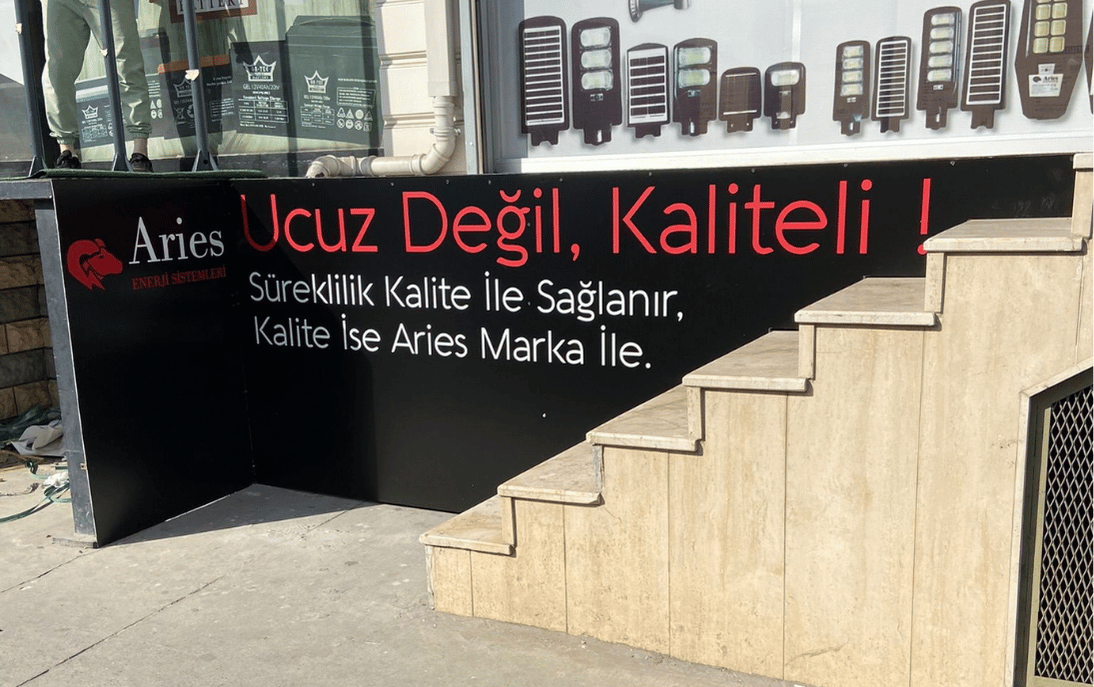 Aries
ENERJİ SİSTEMLERİ
Ucuz Değil, Kaliteli !
Süreklilik Kalite İle Sağlanır,
Kalite İse Aries Marka İle.